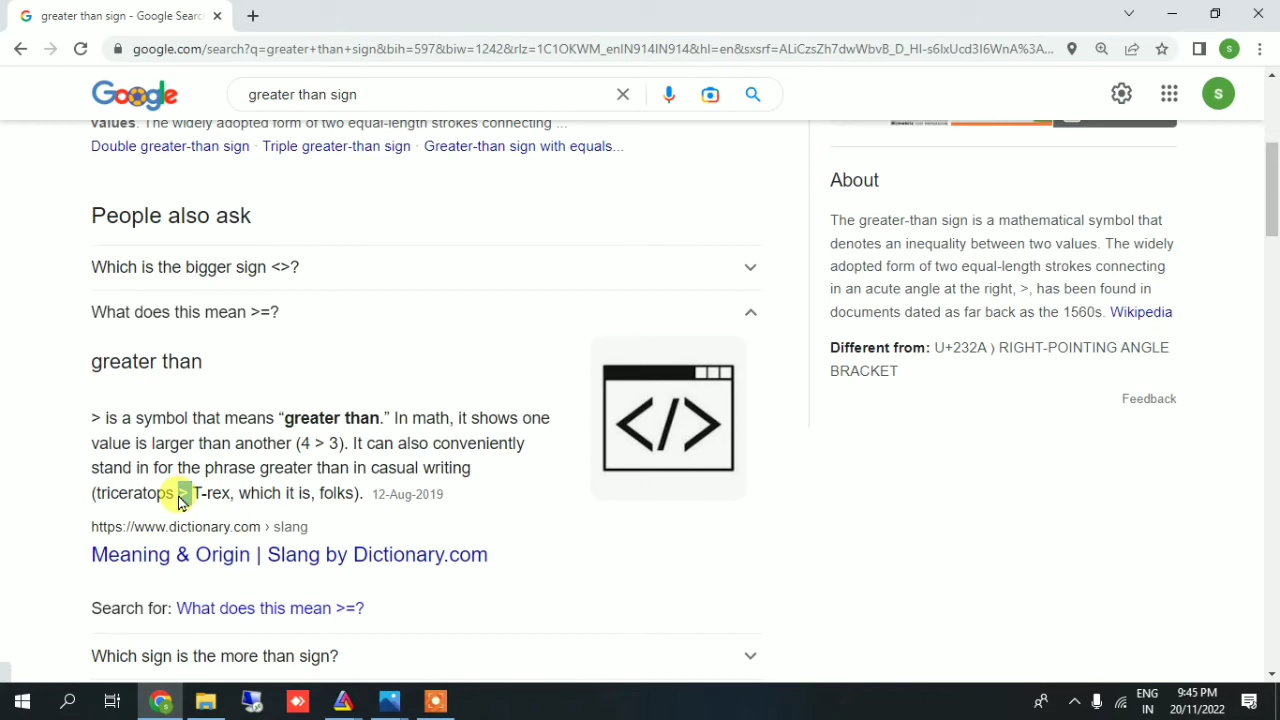 greater than sign - Google Searc
google.com/search?q=greater+than+sign&bih=597&biw=1242&rlz=1C1OKWM_enIN914IN914&hl=en&sxsrf=ALiCzsZh7dwWbvB_D_HI-s6IxUcd3I6WnA%3A...
S
Google
greater than sign
S
values. The widely adopted form of two equal-length strokes connecting ...
Double greater-than sign · Triple greater-than sign · Greater-than sign with equals...
People also ask
Which is the bigger sign <>?
What does this mean >=?
greater than
> is a symbol that means “greater than.” In math, it shows one
value is larger than another (4 > 3). It can also conveniently
stand in for the phrase greater than in casual writing
(triceratops > T-rex, which it is, folks). 12-Aug-2019
</>
https://www.dictionary.com › slang
Meaning & Origin | Slang by Dictionary.com
Search for: What does this mean >=?
Which sign is the more than sign?
About
The greater-than sign is a mathematical symbol that
denotes an inequality between two values. The widely
adopted form of two equal-length strokes connecting
in an acute angle at the right, >, has been found in
documents dated as far back as the 1560s. Wikipedia
Different from: U+232A 〉 RIGHT-POINTING ANGLE
BRACKET
Feedback
ENG
IN
9:45 PM
20/11/2022